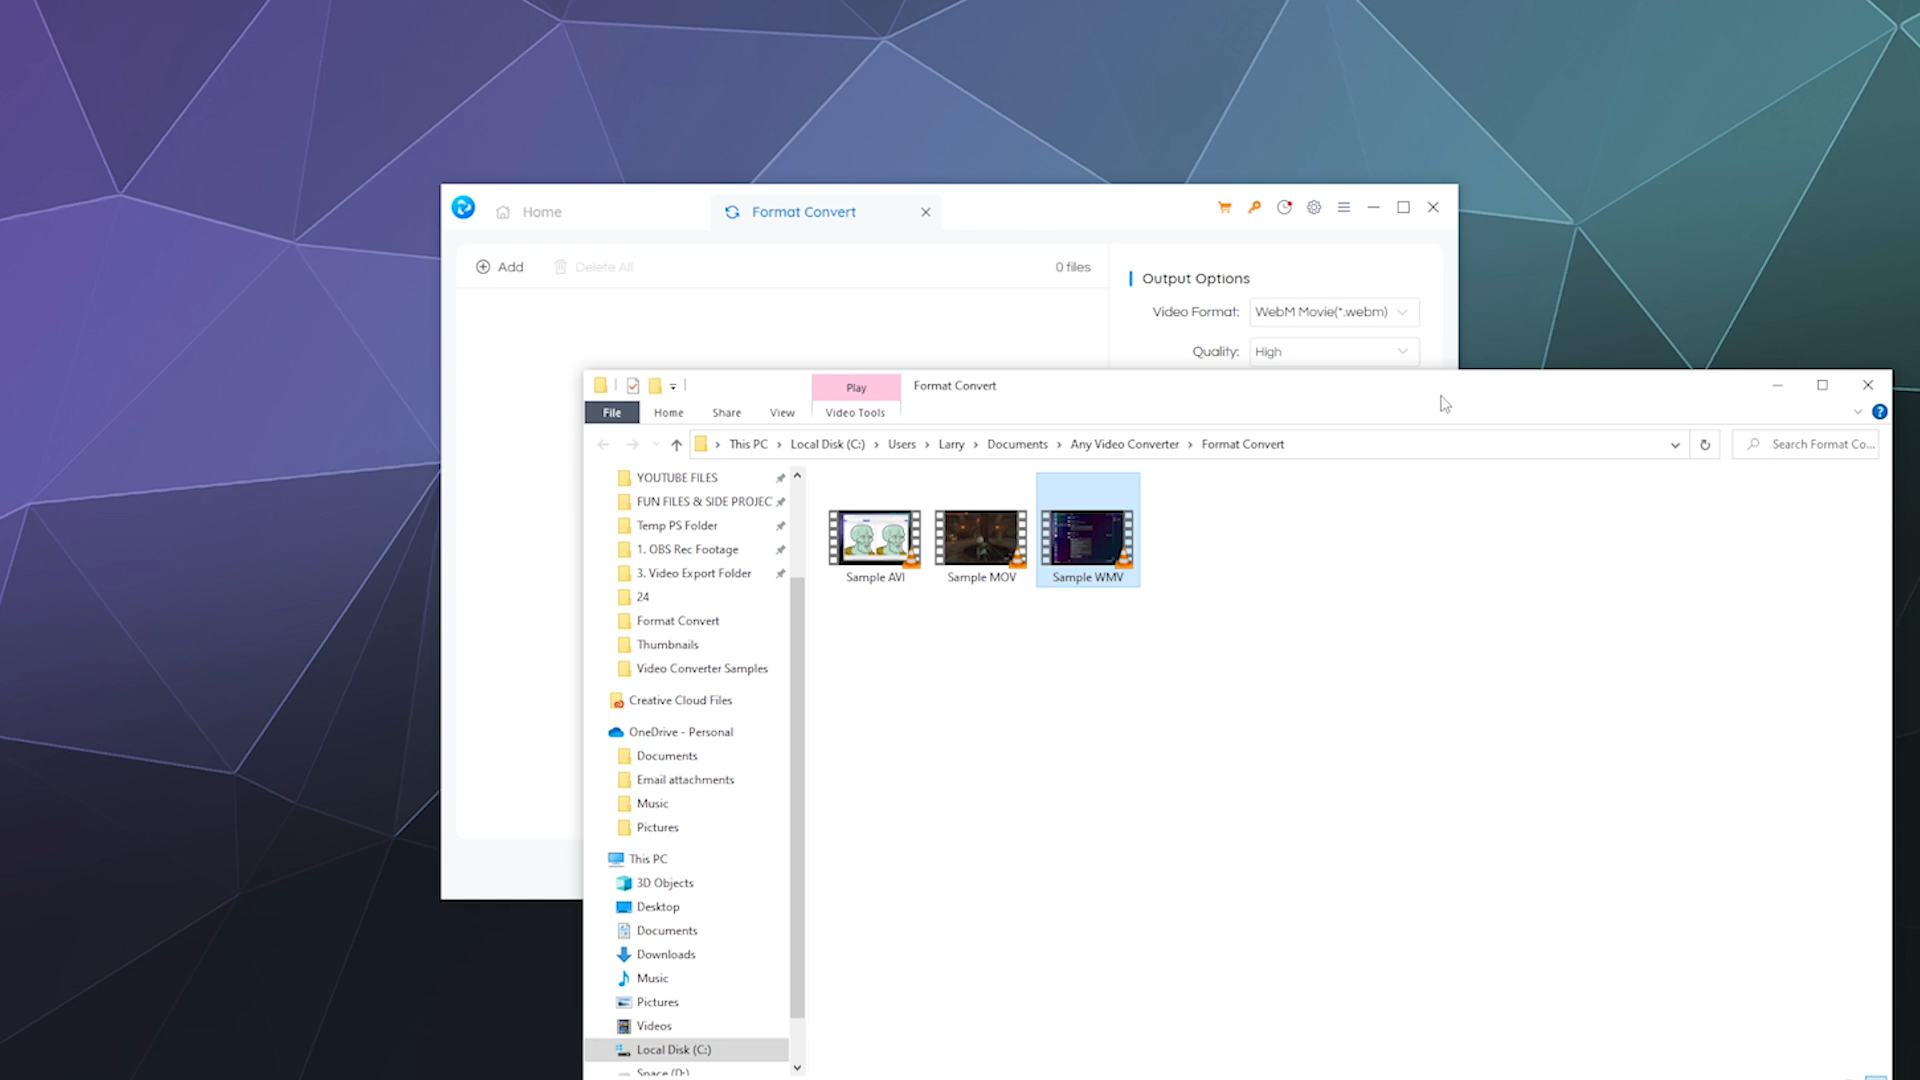 Home
Format Convert
Add
Delete All
0 files
Output Options
Video Format: WebM Movie(*.webm)
Quality: High
Play
Format Convert
File Home Share View Video Tools
This PC > Local Disk (C:) > Users > Larry > Documents > Any Video Converter > Format Convert
Search Format Co...
YOUTUBE FILES
FUN FILES & SIDE PROJEC
Temp PS Folder
1. OBS Rec Footage
3. Video Export Folder
24
Format Convert
Thumbnails
Video Converter Samples
Creative Cloud Files
OneDrive - Personal
Documents
Email attachments
Music
Pictures
This PC
3D Objects
Desktop
Documents
Downloads
Music
Pictures
Videos
Local Disk (C:)
Space (D:)
Sample AVI
Sample MOV
Sample WMV